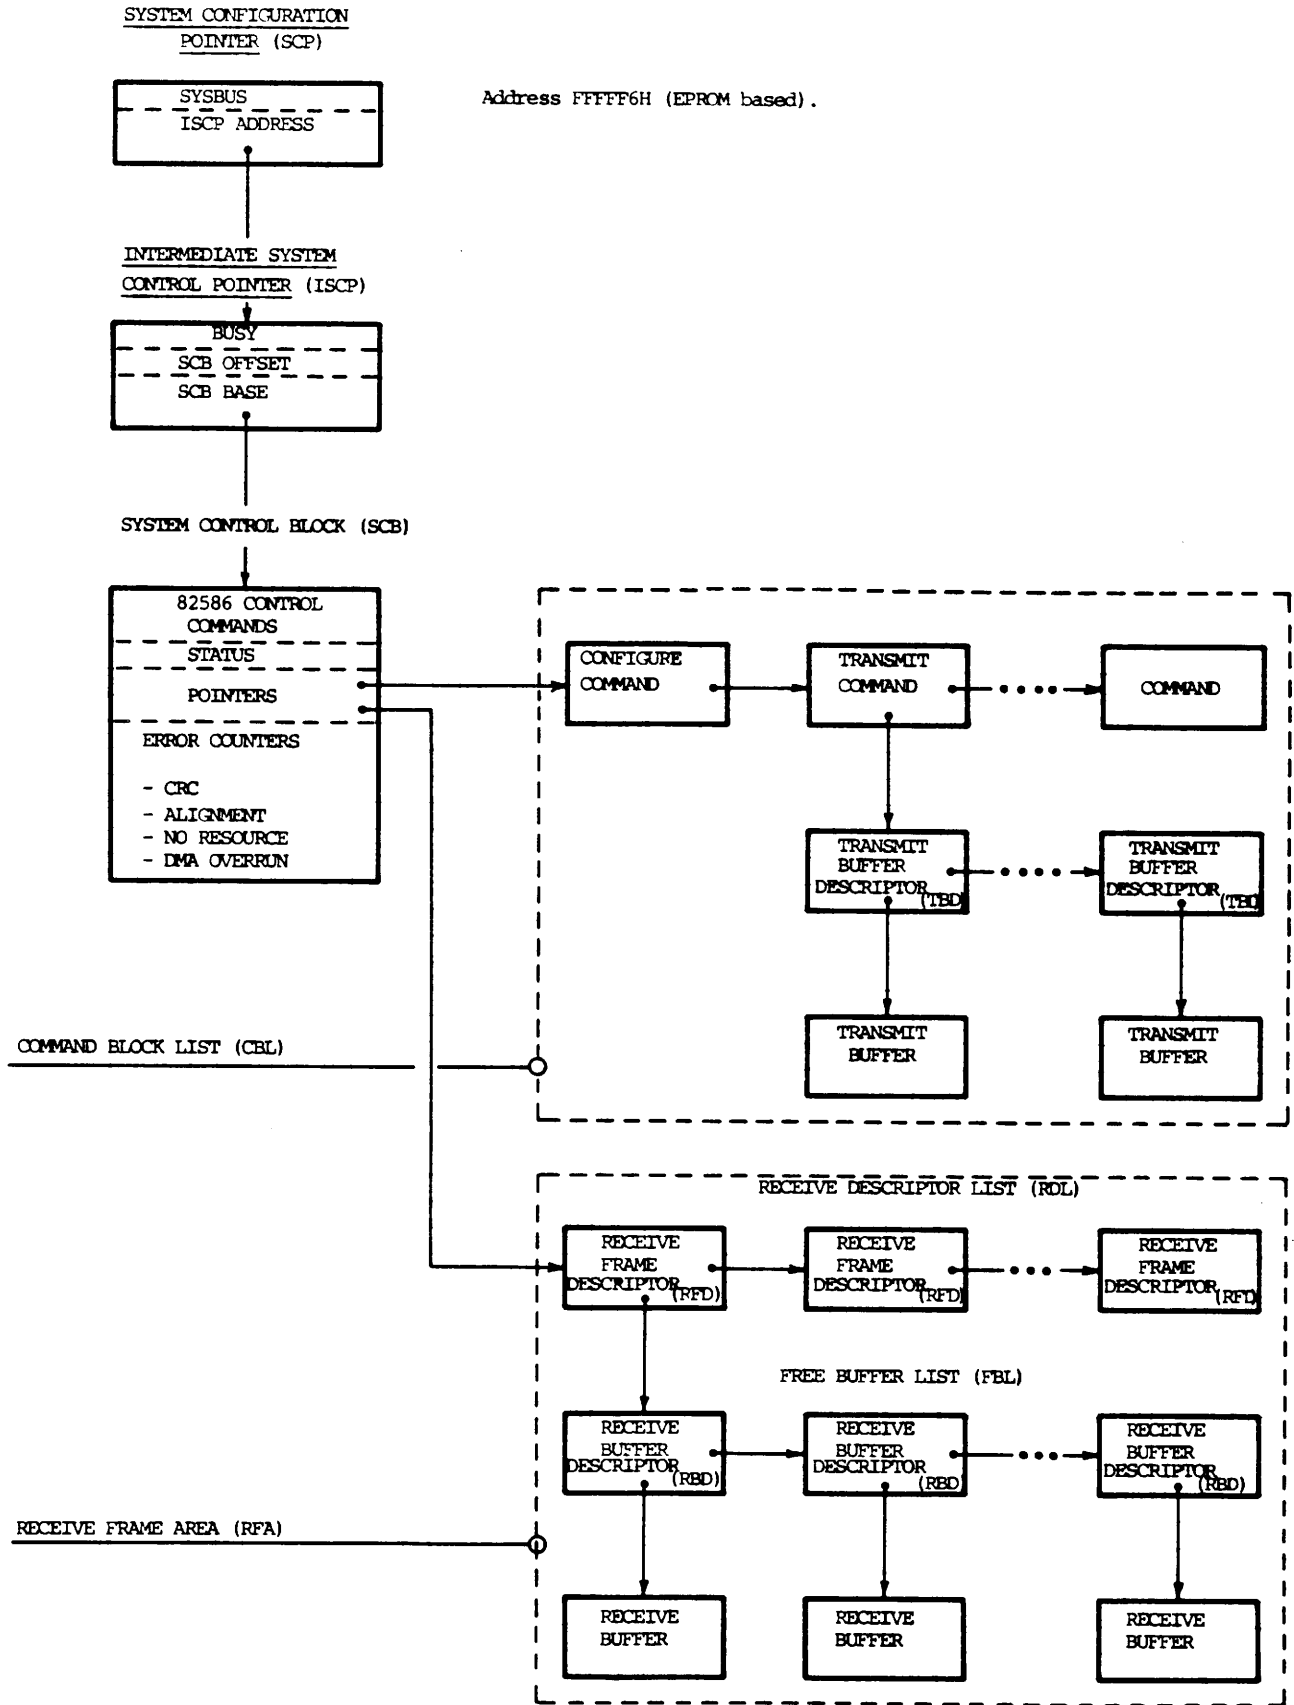 SYSTEM CONFIGURATION
POINTER (SCP)
SYSBUS
ISCP ADDRESS
Address FFFFF6H (EPROM based).
INTERMEDIATE SYSTEM
CONTROL POINTER (ISCP)
BUSY
SCB OFFSET
SCB BASE
SYSTEM CONTROL BLOCK (SCB)
82586 CONTROL
COMMANDS
STATUS
POINTERS
ERROR COUNTERS
- CRC
- ALIGNMENT
- NO RESOURCE
- DMA OVERRUN
CONFIGURE
COMMAND
TRANSMIT
COMMAND
COMMAND
TRANSMIT
BUFFER
DESCRIPTOR
(TBD)
TRANSMIT
BUFFER
DESCRIPTOR
(TBD)
TRANSMIT
BUFFER
TRANSMIT
BUFFER
COMMAND BLOCK LIST (CBL)
RECEIVE DESCRIPTOR LIST (RDL)
RECEIVE
FRAME
DESCRIPTOR
(RFD)
RECEIVE
FRAME
DESCRIPTOR
(RFD)
RECEIVE
FRAME
DESCRIPTOR
(RFD)
FREE BUFFER LIST (FBL)
RECEIVE
BUFFER
DESCRIPTOR
(RBD)
RECEIVE
BUFFER
DESCRIPTOR
(RBD)
RECEIVE
BUFFER
DESCRIPTOR
(RBD)
RECEIVE FRAME AREA (RFA)
RECEIVE
BUFFER
RECEIVE
BUFFER
RECEIVE
BUFFER